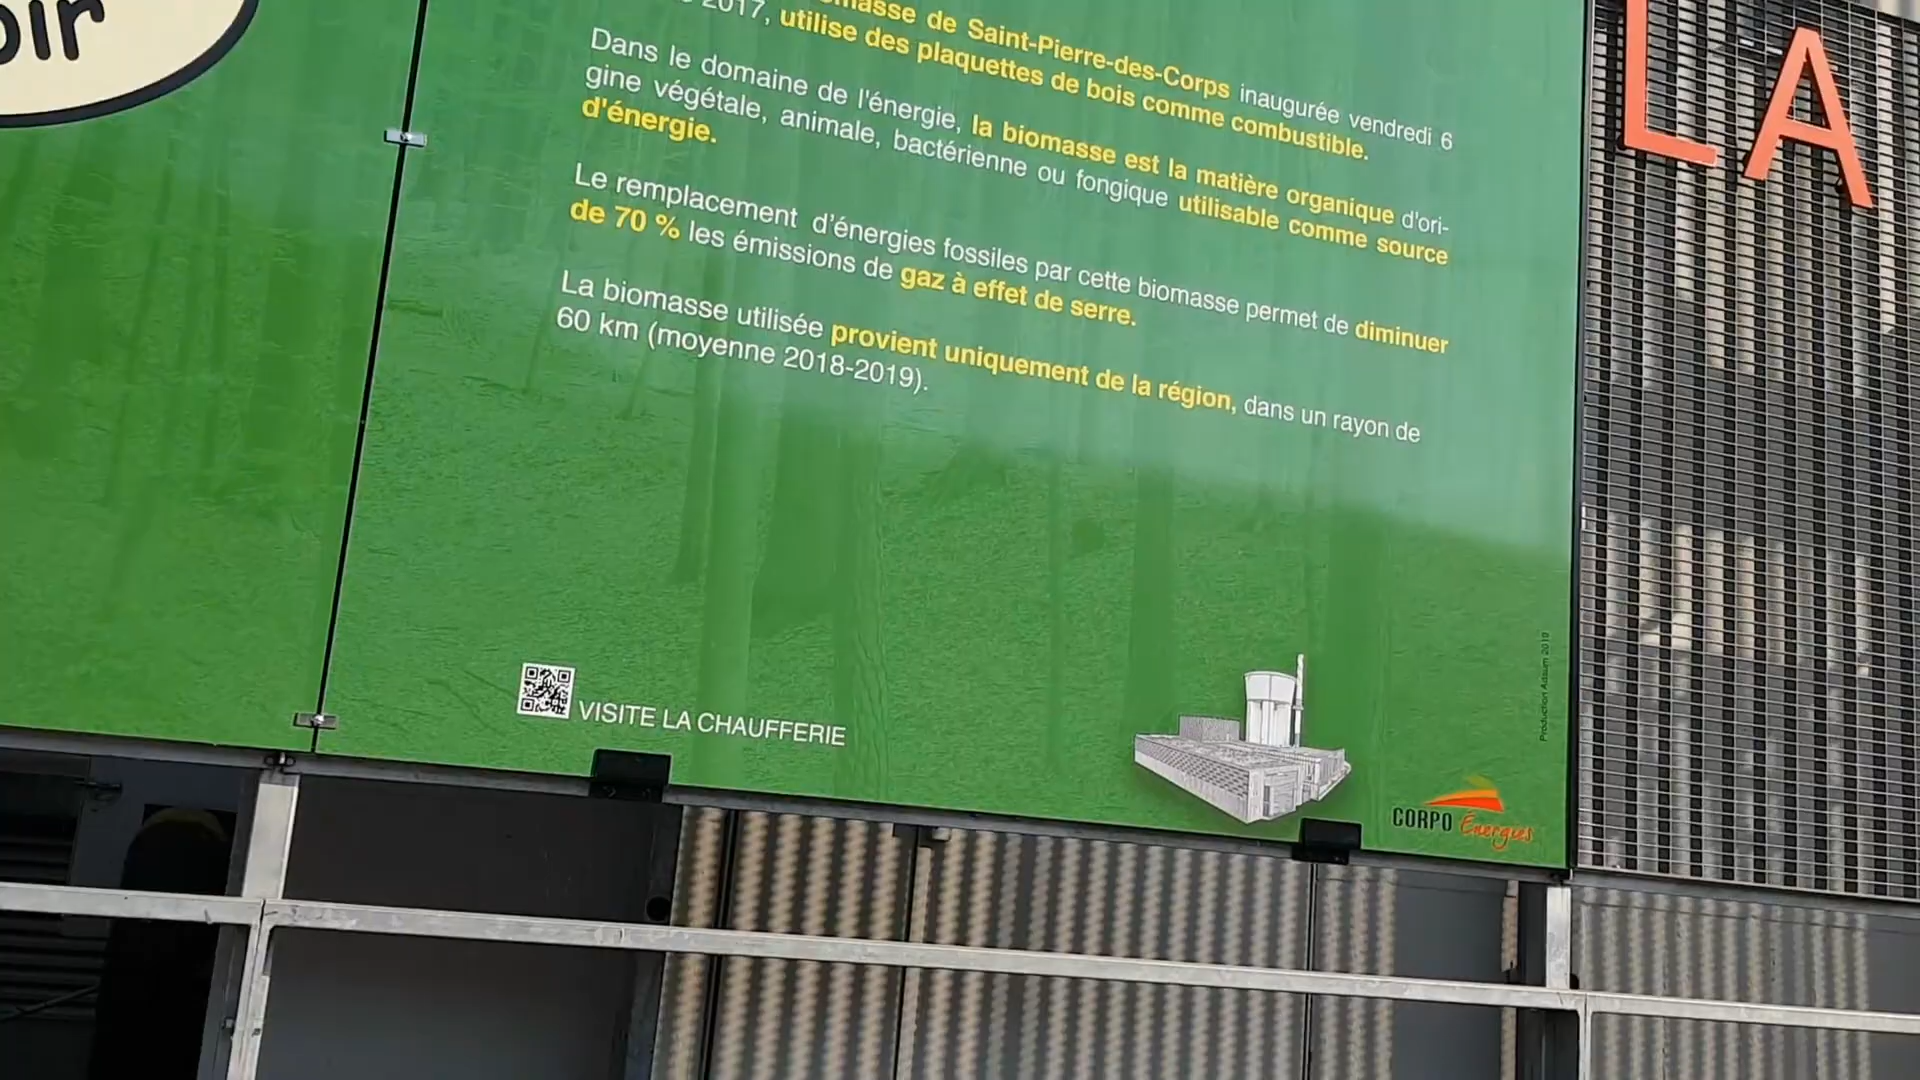 oir
masse de Saint-Pierre-des-Corps inaugurée vendredi 6
2017, utilise des plaquettes de bois comme combustible.
Dans le domaine de l'énergie, la biomasse est la matière organique d'ori-
gine végétale, animale, bactérienne ou fongique utilisable comme source
d'énergie.
Le remplacement d'énergies fossiles par cette biomasse permet de diminuer
de 70 % les émissions de gaz à effet de serre.
La biomasse utilisée provient uniquement de la région, dans un rayon de
60 km (moyenne 2018-2019).
VISITE LA CHAUFFERIE
CORPO Énergies
LA